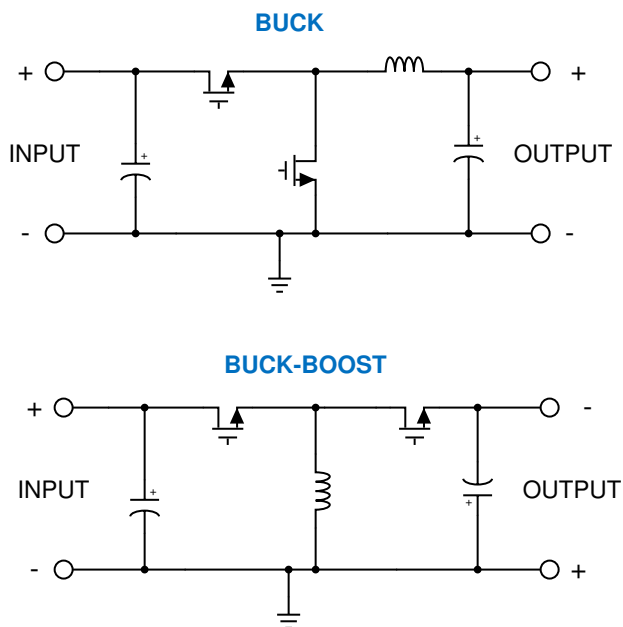 BUCK
+ +
+ +
INPUT OUTPUT
- -
BUCK-BOOST
+ -
INPUT + + OUTPUT
- +